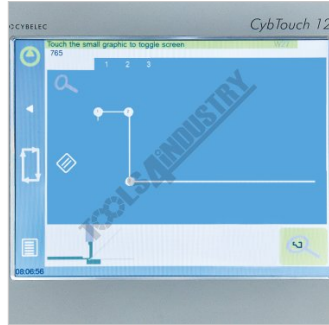 CYBELEC
CybTouch 12
Touch the small graphic to toggle screen
765
1 2 3
TOOLS4INDUSTRY
08:06:56